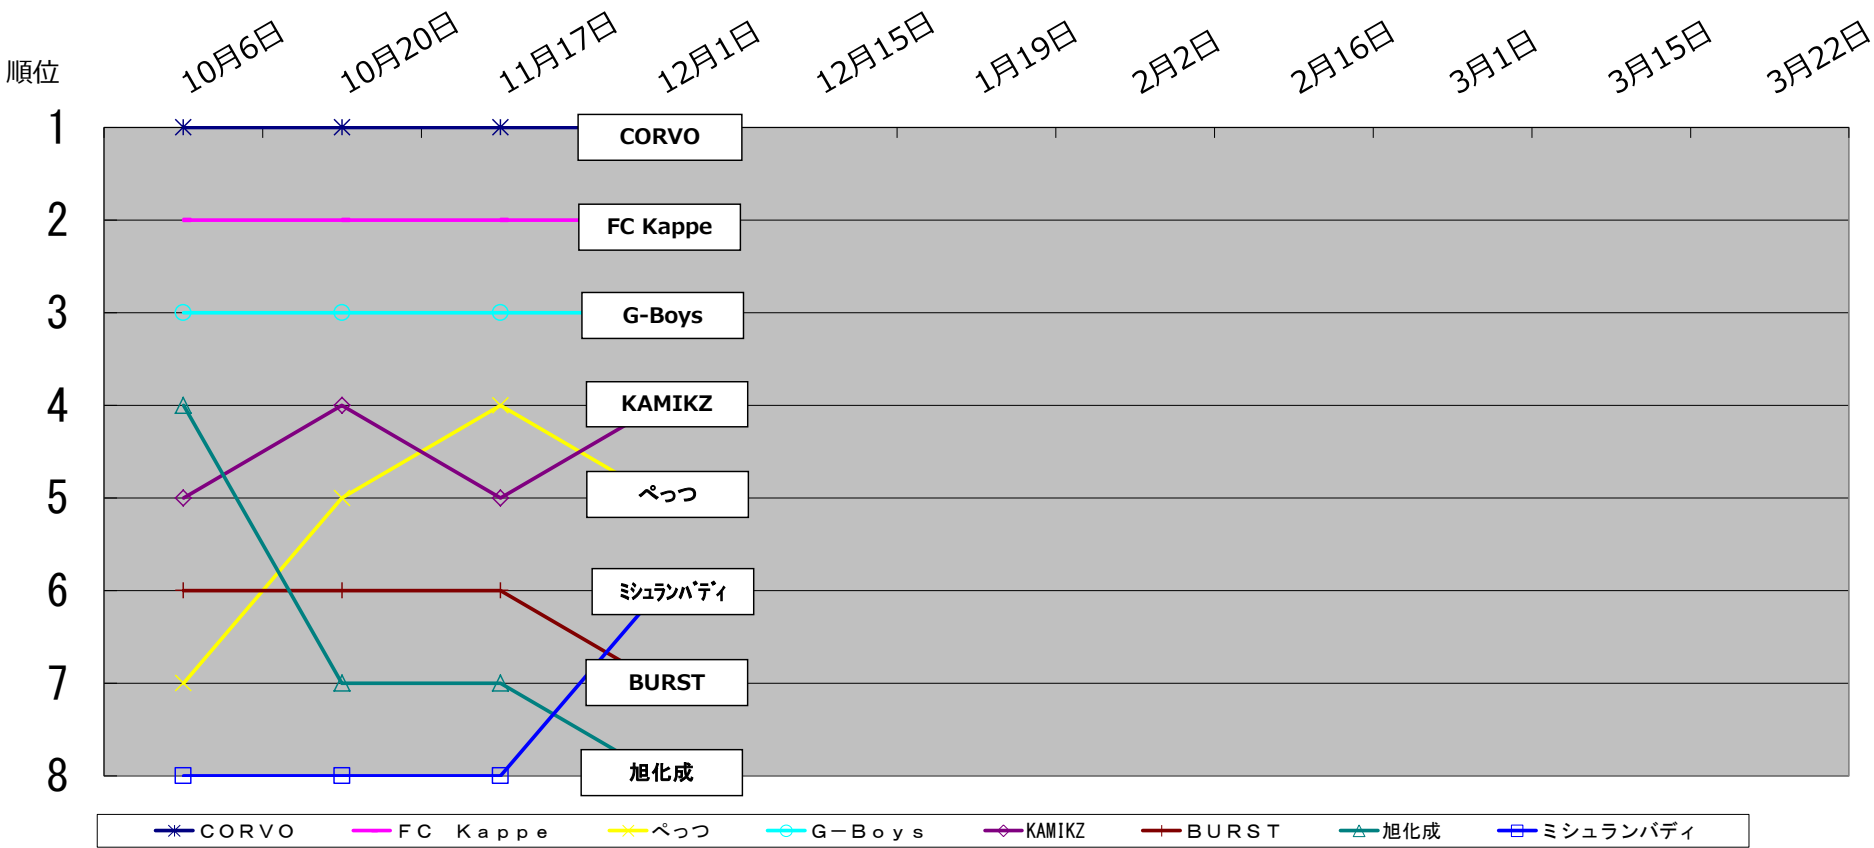 順位
10月6日
10月20日
11月17日
12月1日
12月15日
1月19日
2月2日
2月16日
3月1日
3月15日
3月22日
1
CORVO
2
FC Kappe
3
G-Boys
4
KAMIKZ
5
ぺっつ
6
ﾐｼｭﾗﾝﾊﾞﾃﾞｨ
7
BURST
8
旭化成
ＣＯＲＶＯ ＦＣ　Ｋａｐｐｅ ぺっつ Ｇ－Ｂｏｙｓ KAMIKZ ＢＵＲＳＴ 旭化成 ミシュランバディ